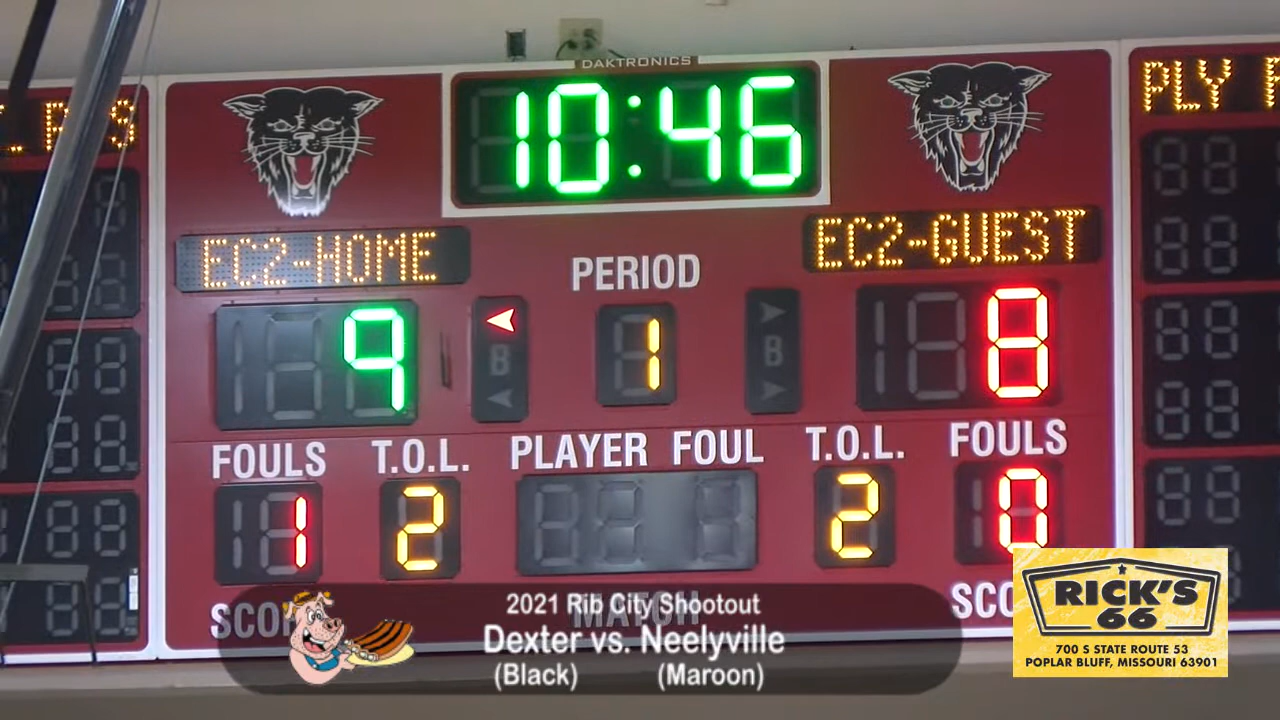 DAKTRONICS
10:46
PLY
EC2-HOME
EC2-GUEST
PERIOD
9
B
1
B
8
FOULS
T.O.L.
PLAYER FOUL
T.O.L.
FOULS
1
2
2
0
MATCH
2021 Rib City Shootout
Dexter vs. Neelyville
(Black) (Maroon)
RICK'S
66
700 S STATE ROUTE 53
POPLAR BLUFF, MISSOURI 63901